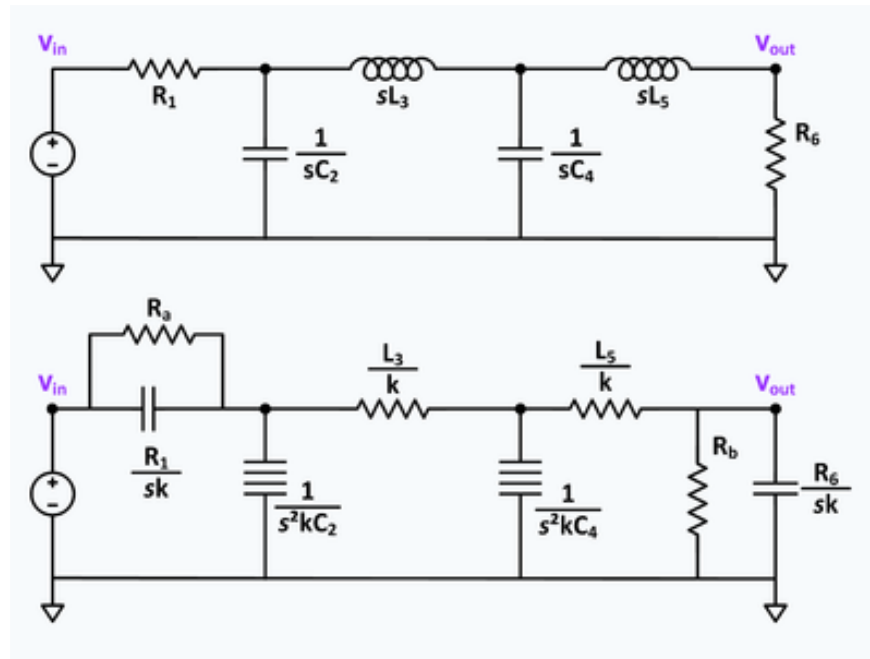 Vin
Vout
R1
sL3
sL5
R6
1
sC2
1
sC4
Ra
L3
k
L5
k
Vin
Vout
R1
sk
Rb
R6
sk
1
s²kC2
1
s²kC4